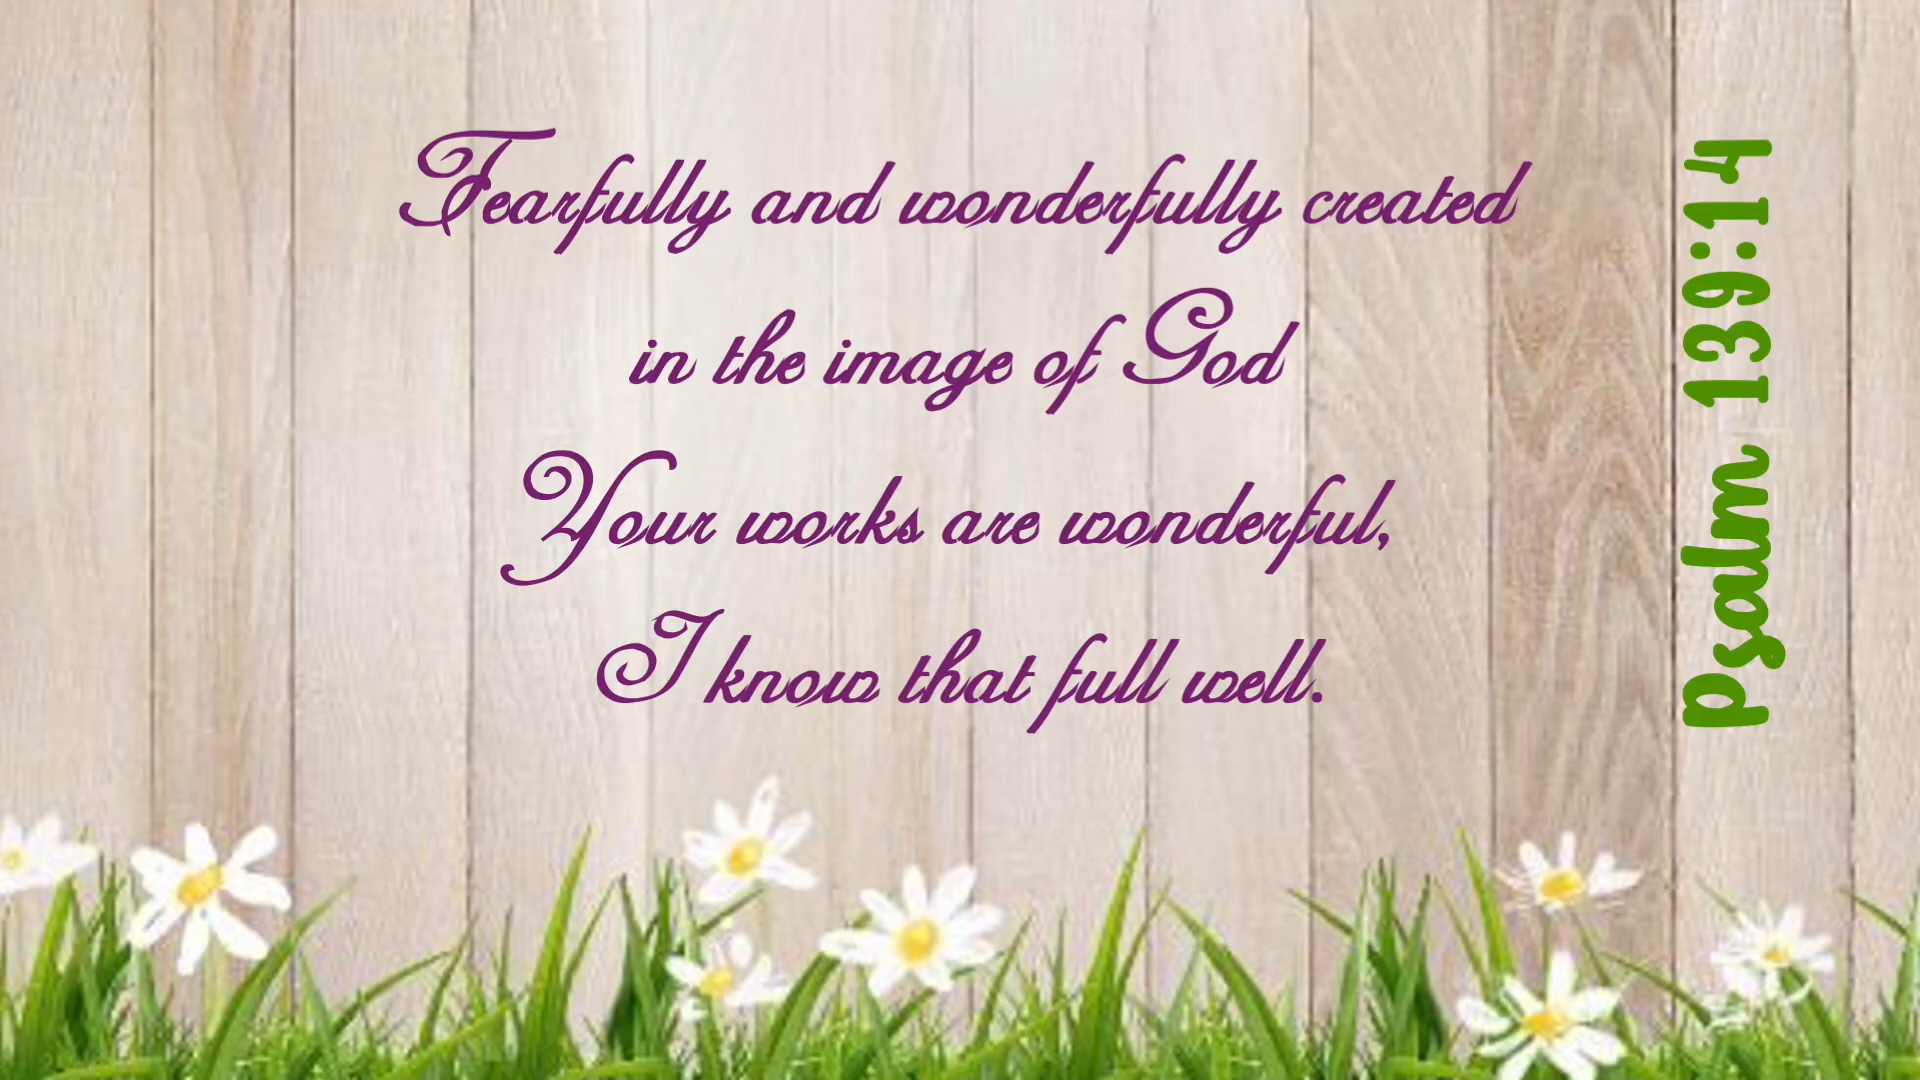 Fearfully and wonderfully created
in the image of God
Your works are wonderful,
I know that full well.
Psalm 139:14